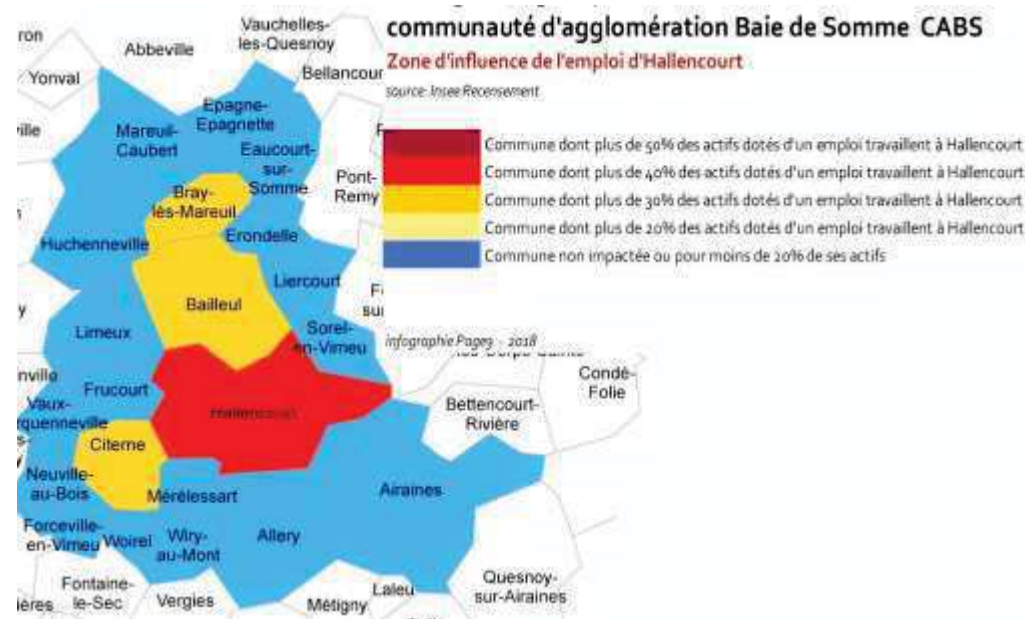 communauté d'agglomération Baie de Somme CABS
Zone d'influence de l'emploi d'Hallencourt
source: Insee Recensement
Commune dont plus de 50% des actifs dotés d'un emploi travaillent à Hallencourt
Commune dont plus de 40% des actifs dotés d'un emploi travaillent à Hallencourt
Commune dont plus de 30% des actifs dotés d'un emploi travaillent à Hallencourt
Commune dont plus de 20% des actifs dotés d'un emploi travaillent à Hallencourt
Commune non impactée ou pour moins de 20% de ses actifs
infographie Page9 - 2018
Vauchelles-
les-Quesnoy
Abbeville
Yonval
Bellancour
Epagne-
Epagnette
Mareuil-
Caubert
Eaucourt-
sur-
Somme
Pont-
Remy
Bray-
lès-Mareuil
Huchenneville
Erondelle
Liercourt
Bailleul
Limeux
Sorel-
en-Vimeu
Condé-
Folie
Frucourt
Vaux-
Hallencourt
Bettencourt-
Rivière
Citerne
Neuville-
au-Bois
Mérélessart
Airaines
Forceville-
en-Vimeu
Woirel
Wiry-
au-Mont
Allery
Fontaine-
le-Sec
Vergies
Métigny
Laleu
Quesnoy-
sur-Airaines